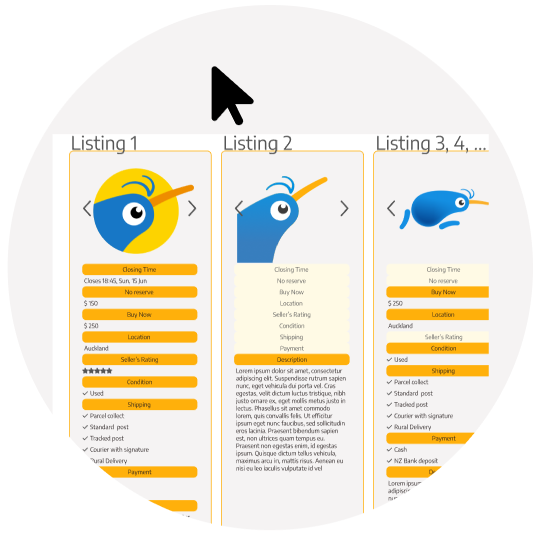 Listing 1
Closing Time
Closes 18:45, Sun, 15 Jun
No reserve
$ 150
Buy Now
$ 250
Location
Auckland
Seller's Rating
Condition
Used
Shipping
Parcel collect
Standard post
Tracked post
Courier with signature
Rural Delivery
Payment
Listing 2
Closing Time
No reserve
Buy Now
Location
Seller's Rating
Condition
Shipping
Payment
Description
Lorem ipsum dolor sit amet, consectetur
adipiscing elit. Suspendisse rutrum sapien
nunc, eget vehicula dui porta vel. Cras
egestas, velit dictum luctus tristique, nibh
justo ornare ex, eget mollis metus justo in
lectus. Phasellus sit amet commodo
lorem, quis convallis felis. Ut efficitur
ipsum eget nunc faucibus, sed sollicitudin
eros lacinia. Praesent bibendum sapien
est, non ultrices quam tempus eu.
Praesent non egestas enim, id egestas
ipsum. Quisque dictum tellus vehicula,
maximus arcu in, mattis risus. Aenean eu
nisi eu leo iaculis vulputate id vel
Listing 3, 4, ...
Closing Time
No reserve
Buy Now
$ 250
Location
Auckland
Seller's Rating
Condition
Used
Shipping
Parcel collect
Standard post
Tracked post
Courier with signature
Rural Delivery
Payment
Cash
NZ Bank deposit
Lorem ipsum